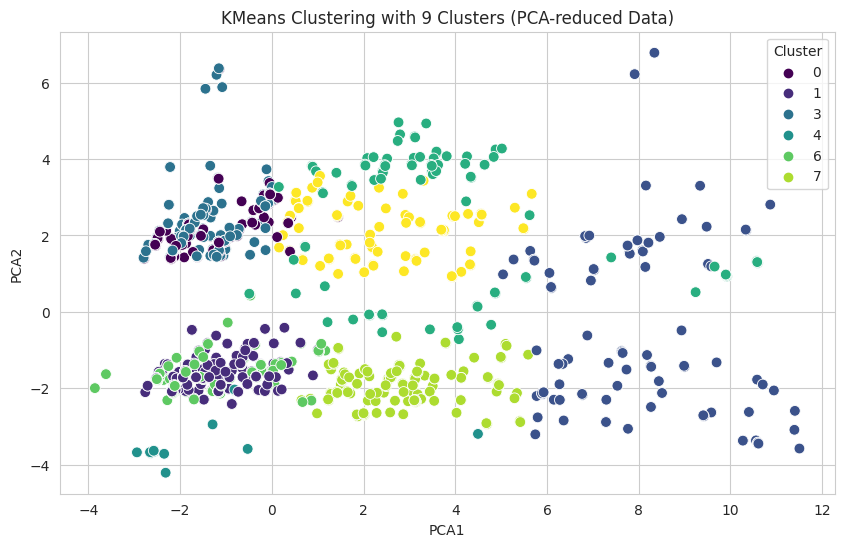 KMeans Clustering with 9 Clusters (PCA-reduced Data)
Cluster
0
1
3
4
6
7
6
4
2
0
−2
−4
PCA2
−4 −2 0 2 4 6 8 10 12
PCA1